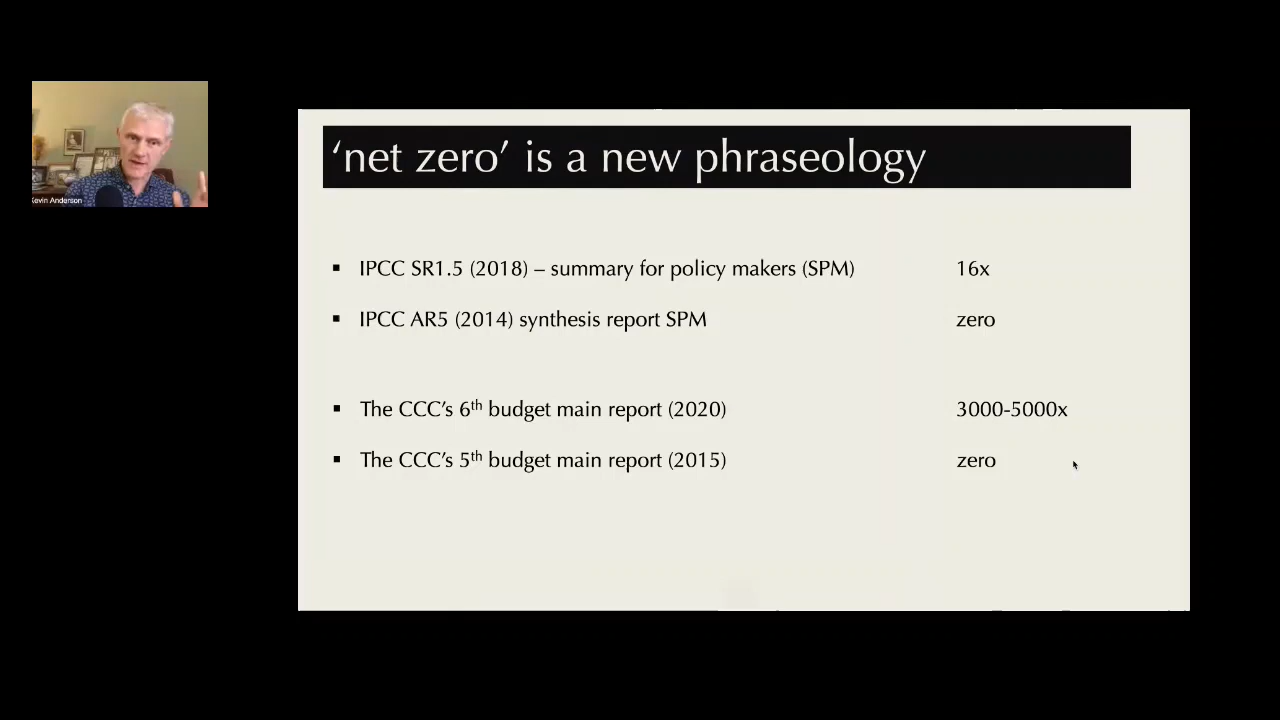 Kevin Anderson
‘net zero’ is a new phraseology
▪ IPCC SR1.5 (2018) – summary for policy makers (SPM) 16x
▪ IPCC AR5 (2014) synthesis report SPM zero
▪ The CCC’s 6th budget main report (2020) 3000-5000x
▪ The CCC’s 5th budget main report (2015) zero